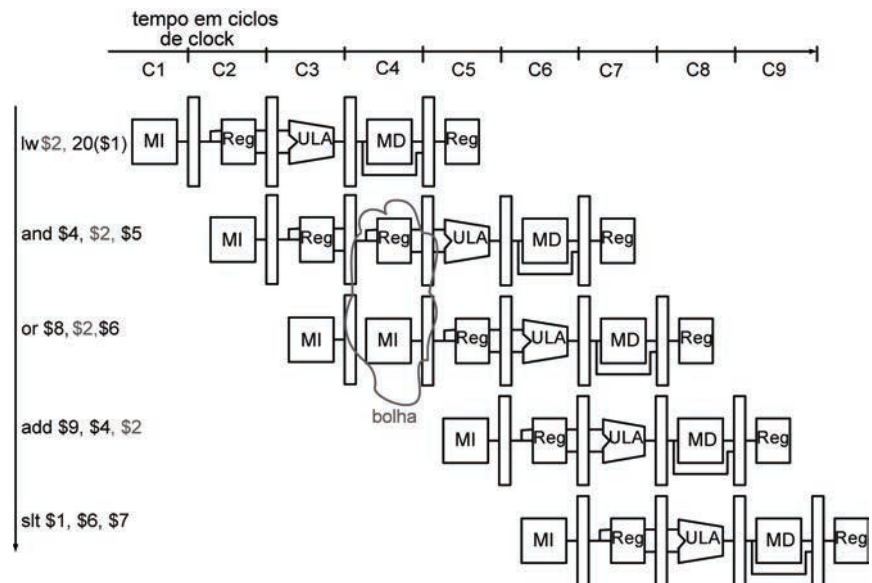 tempo em ciclos
de clock
C1 C2 C3 C4 C5 C6 C7 C8 C9
lw $2, 20($1) MI Reg ULA MD Reg
and $4, $2, $5 MI Reg Reg ULA MD Reg
or $8, $2,$6 MI MI Reg ULA MD Reg
bolha
add $9, $4, $2 MI Reg ULA MD Reg
slt $1, $6, $7 MI Reg ULA MD Reg